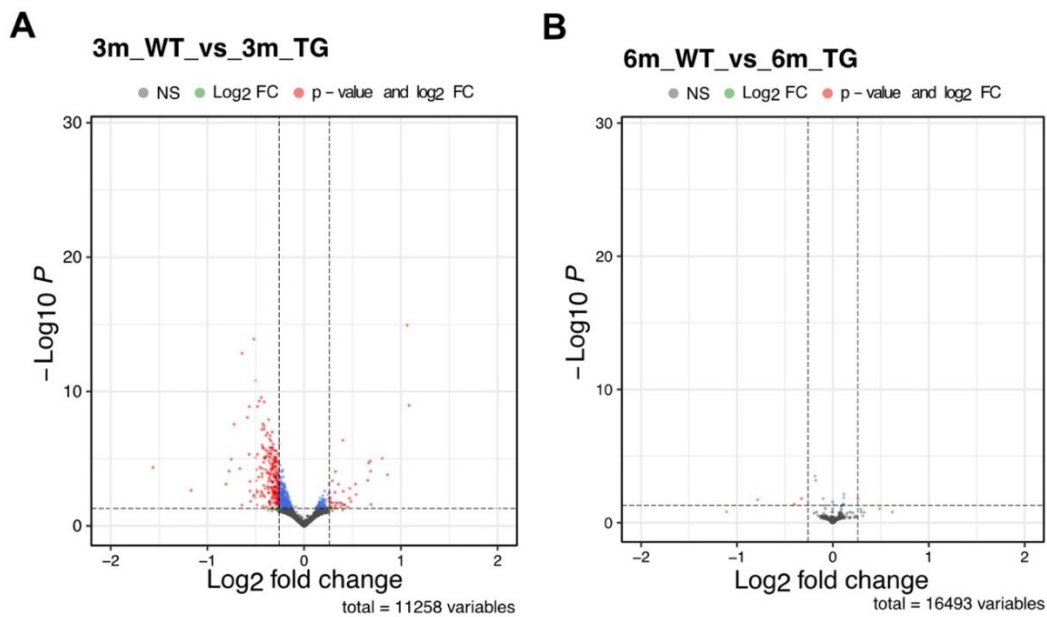 A
3m_WT_vs_3m_TG
NS Log2 FC p – value and log2 FC
30
20
10
0
−Log10 P
−2 −1 0 1 2
Log2 fold change
total = 11258 variables
B
6m_WT_vs_6m_TG
NS Log2 FC p – value and log2 FC
30
20
10
0
−Log10 P
−2 −1 0 1 2
Log2 fold change
total = 16493 variables